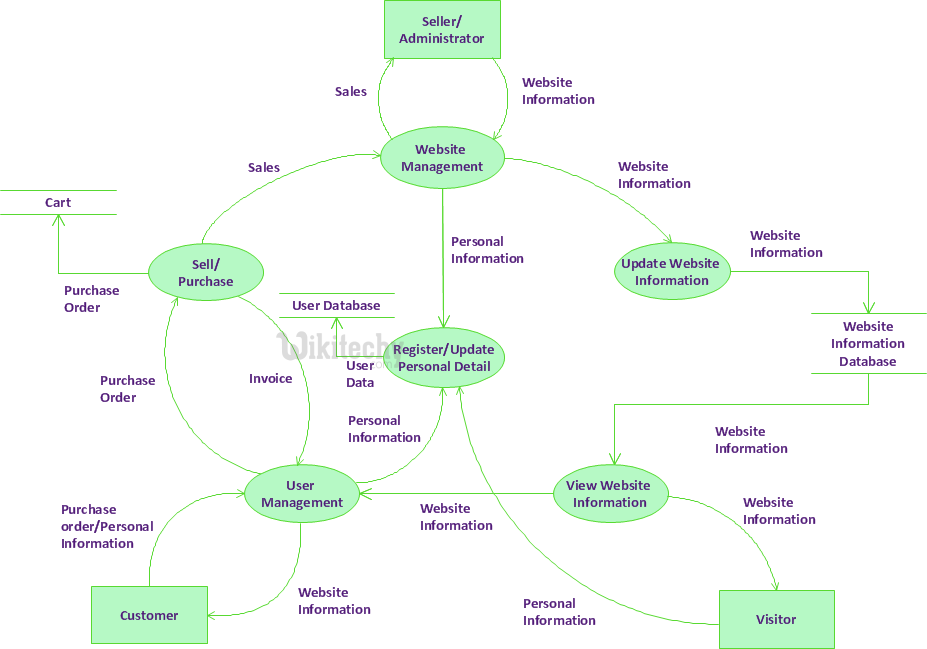 Seller/
Administrator
Sales
Website
Information
Website
Management
Sales
Website
Information
Cart
Personal
Information
Website
Information
Sell/
Purchase
Update Website
Information
Purchase
Order
User Database
Website
Information
Database
Wikitechy
.com
Register/Update
Personal Detail
User
Data
Purchase
Order
Invoice
Personal
Information
Website
Information
User
Management
View Website
Information
Purchase
order/Personal
Information
Website
Information
Website
Information
Website
Information
Personal
Information
Customer
Visitor